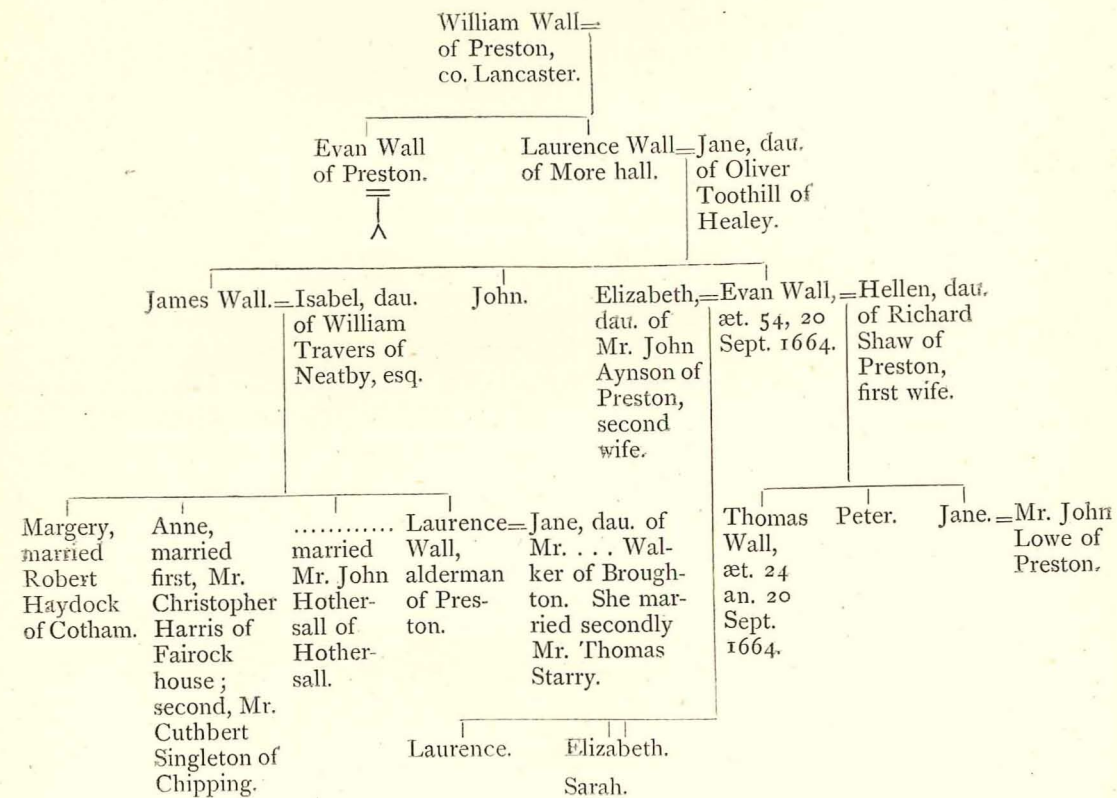 William Wall=
of Preston,
co. Lancaster.
Evan Wall
of Preston.
Laurence Wall=Jane, dau.
of More hall.
of Oliver
Toothill of
Healey.
James Wall.=Isabel, dau.
of William
Travers of
Neatby, esq.
John.
Elizabeth,=Evan Wall,=Hellen, dau.
dau. of
Mr. John
Aynson of
Preston,
second
wife.
æt. 54, 20
Sept. 1664.
of Richard
Shaw of
Preston,
first wife.
Margery,
married
Robert
Haydock
of Cotham.
Anne,
married
first, Mr.
Christopher
Harris of
Fairock
house;
second, Mr.
Cuthbert
Singleton of
Chipping.
............
married
Mr. John
Hother-
sall of
Hother-
sall.
Laurence=Jane, dau. of
Wall,
alderman
of Pres-
ton.
Mr. .... Wal-
ker of Brough-
ton. She mar-
ried secondly
Mr. Thomas
Starry.
Thomas
Wall,
æt. 24
an. 20
Sept.
1664.
Peter.
Jane.=Mr. John
Lowe of
Preston.
Laurence.
Elizabeth.
Sarah.